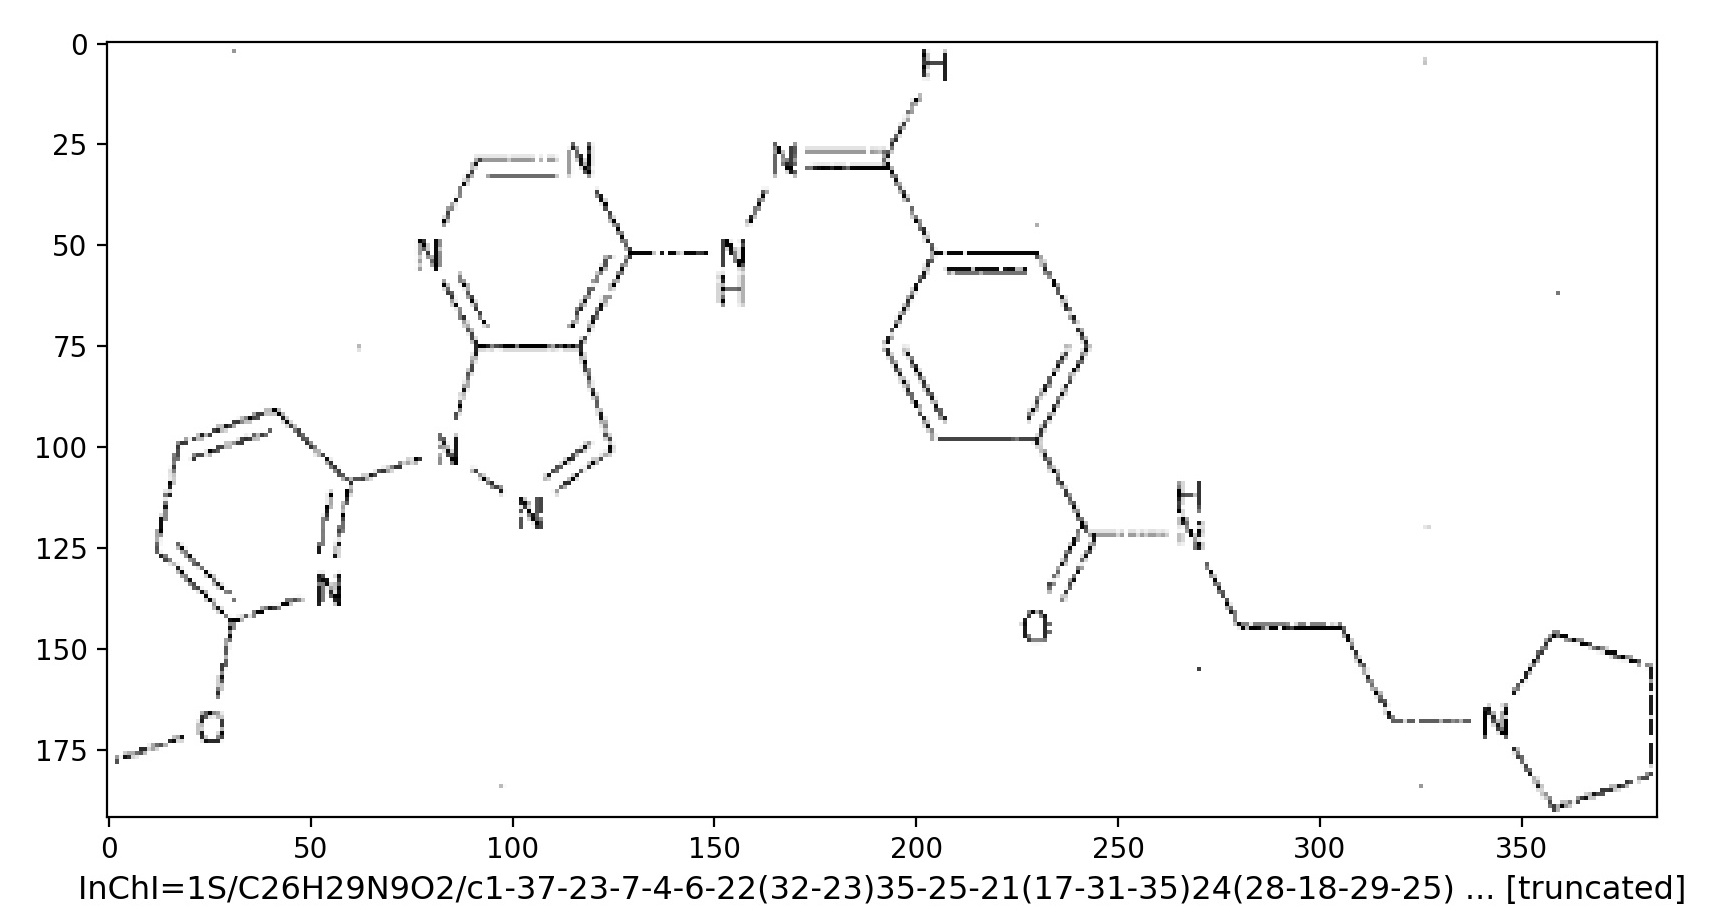 0
25
50
75
100
125
150
175
H
N
N
N
N
H
N
N
N
H
N
O
O
N
0 50 100 150 200 250 300 350
InChI=1S/C26H29N9O2/c1-37-23-7-4-6-22(32-23)35-25-21(17-31-35)24(28-18-29-25) ... [truncated]